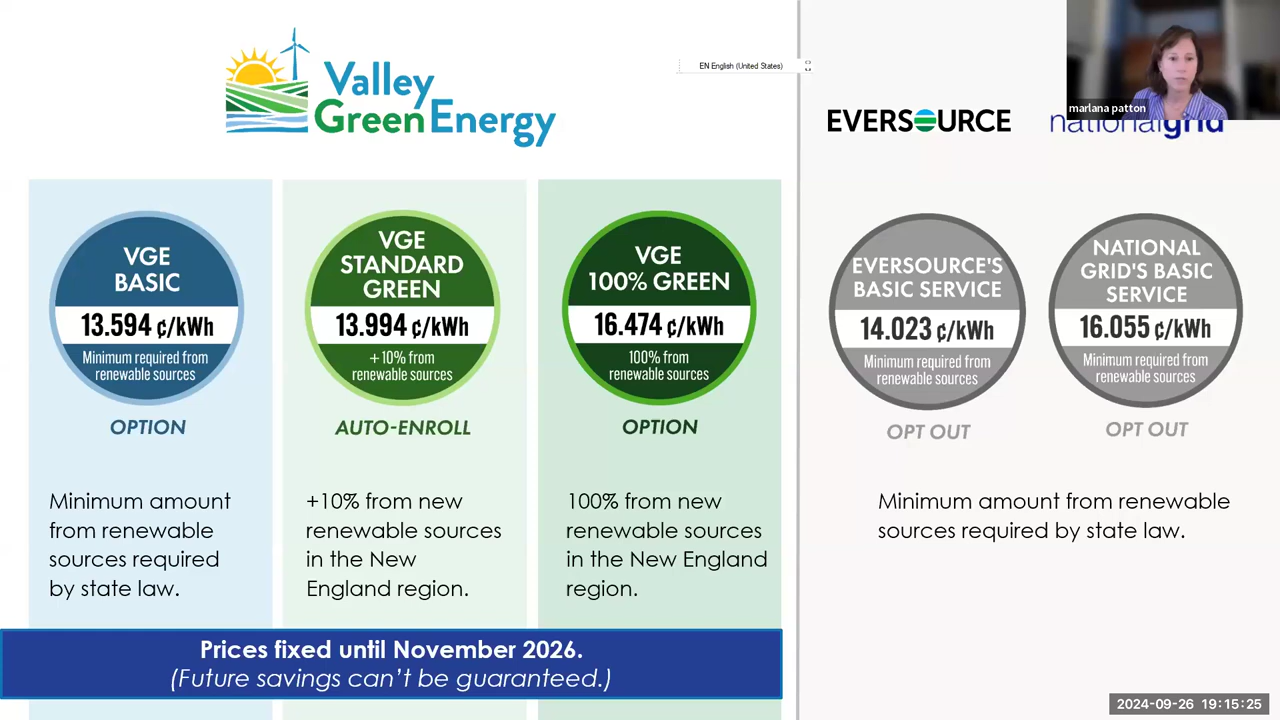 Valley
GreenEnergy
EN English (United States)
marlana patton
EVERSOURCE
nationalgrid
VGE
BASIC
13.594 ¢/kWh
Minimum required from
renewable sources
OPTION
Minimum amount
from renewable
sources required
by state law.
VGE
STANDARD
GREEN
13.994 ¢/kWh
+10% from
renewable sources
AUTO-ENROLL
+10% from new
renewable sources
in the New
England region.
VGE
100% GREEN
16.474 ¢/kWh
100% from
renewable sources
OPTION
100% from new
renewable sources
in the New England
region.
EVERSOURCE'S
BASIC SERVICE
14.023 ¢/kWh
Minimum required from
renewable sources
OPT OUT
NATIONAL
GRID'S BASIC
SERVICE
16.055 ¢/kWh
Minimum required from
renewable sources
OPT OUT
Minimum amount from renewable
sources required by state law.
Prices fixed until November 2026.
(Future savings can't be guaranteed.)
2024-09-26 19:15:25